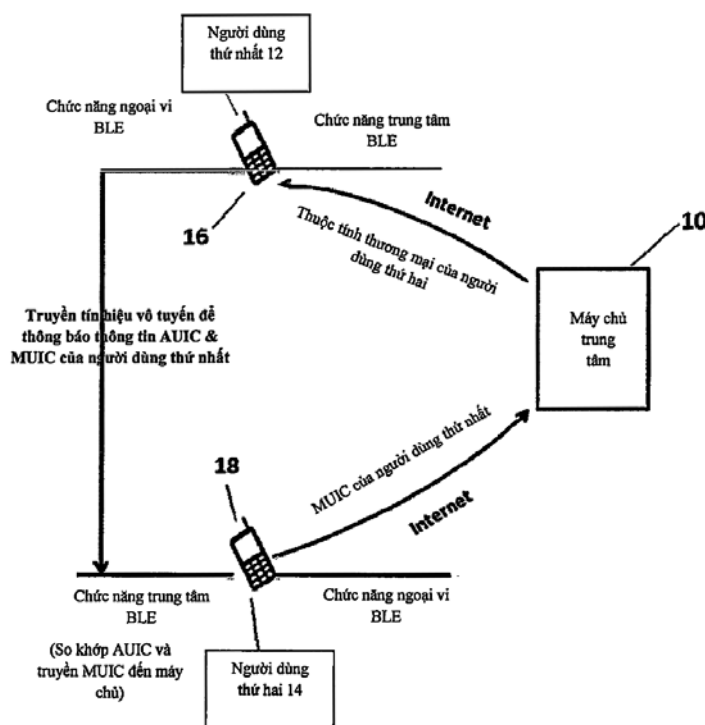 Người dùng
thứ nhất 12
Chức năng ngoại vi
BLE
Chức năng trung tâm
BLE
16
Internet
Thuộc tính thương mại của người
dùng thứ hai
10
Truyền tín hiệu vô tuyến để
thông báo thông tin AUIC &
MUIC của người dùng thứ nhất
Máy chủ
trung
tâm
18
MUIC của người dùng thứ nhất
Internet
Chức năng trung tâm
BLE
Chức năng ngoại vi
BLE
(So khớp AUIC và
truyền MUIC đến máy
chủ)
Người dùng
thứ hai 14